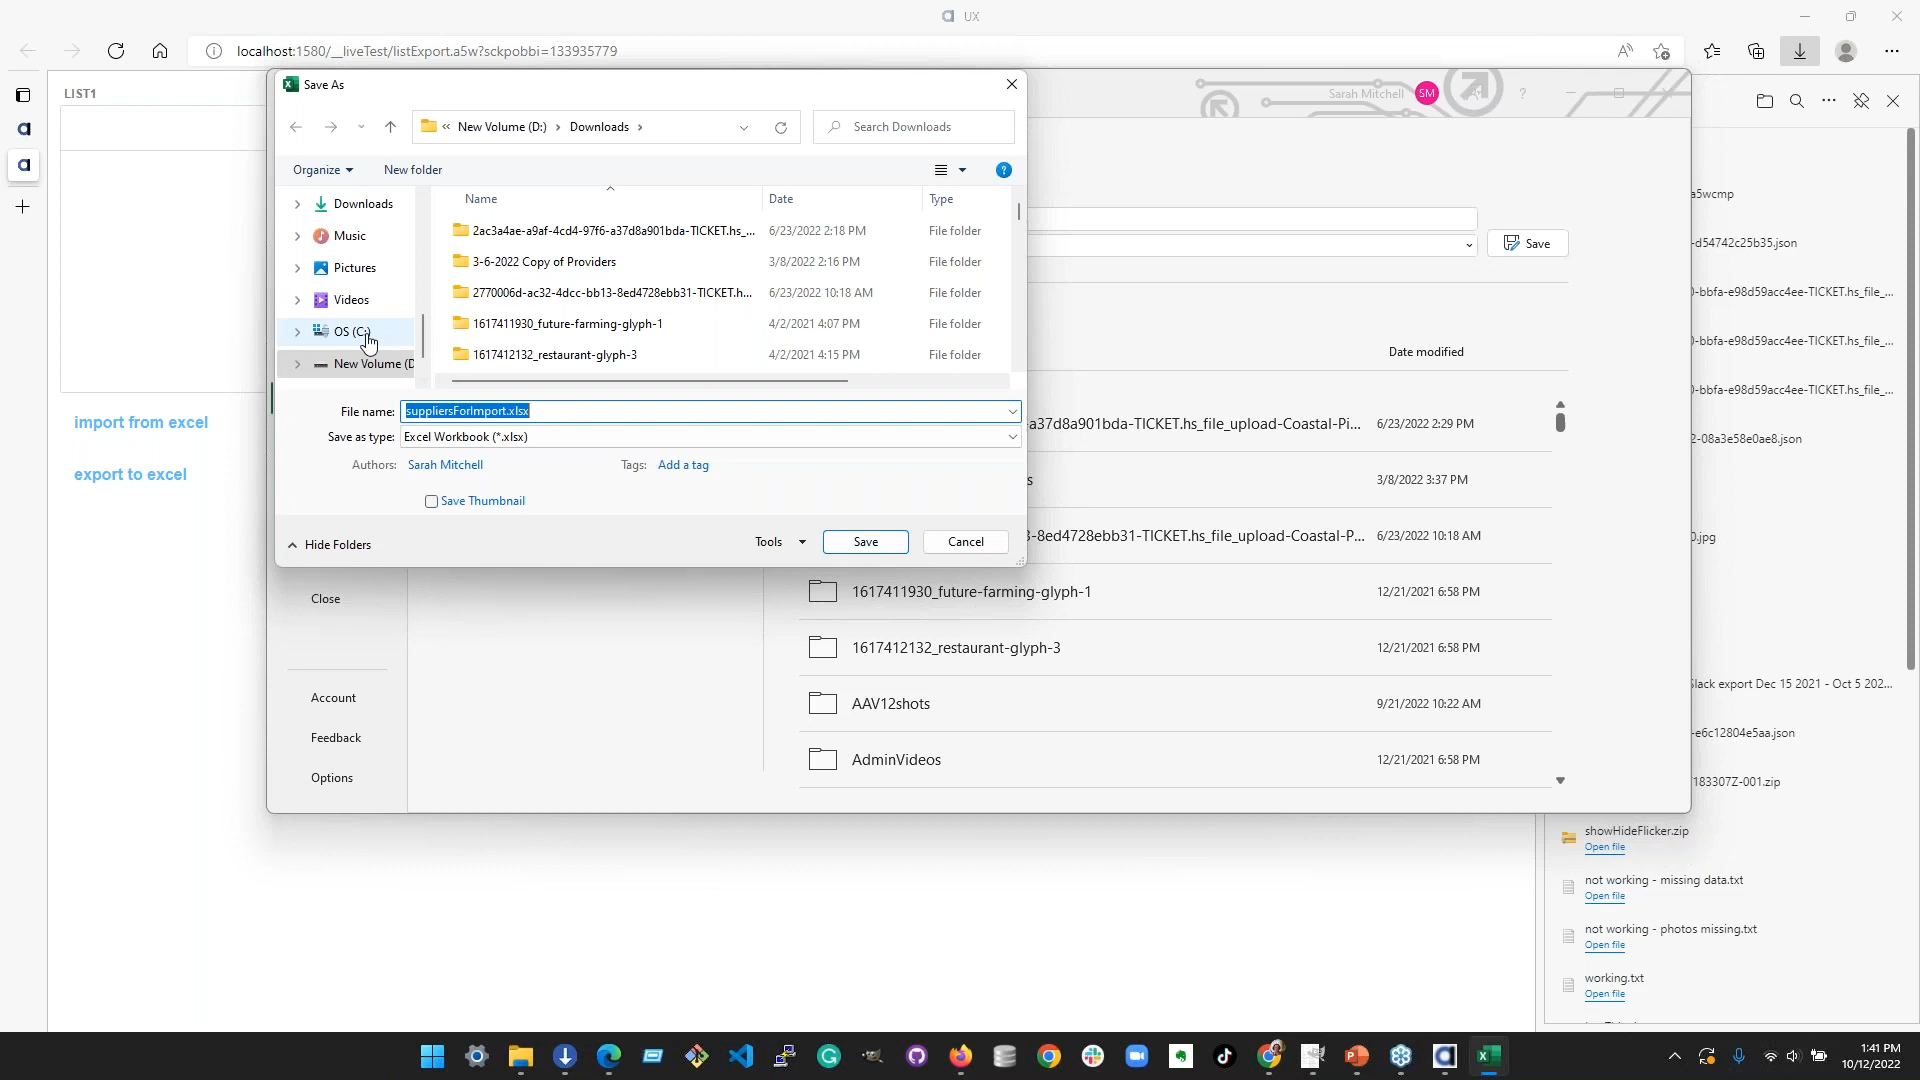 UX
localhost:1580/__liveTest/listExport.a5w?sckpobbi=133935779
LIST1
import from excel
export to excel
Save As
« New Volume (D:) › Downloads ›
Search Downloads
Organize
New folder
Downloads
Music
Pictures
Videos
OS (C:)
New Volume (D
Name Date Type
2ac3a4ae-a9af-4cd4-97f6-a37d8a901bda-TICKET.hs_... 6/23/2022 2:18 PM File folder
3-6-2022 Copy of Providers 3/8/2022 2:16 PM File folder
2770006d-ac32-4dcc-bb13-8ed4728ebb31-TICKET.h... 6/23/2022 10:18 AM File folder
1617411930_future-farming-glyph-1 4/2/2021 4:07 PM File folder
1617412132_restaurant-glyph-3 4/2/2021 4:15 PM File folder
File name: suppliersForImport.xlsx
Save as type: Excel Workbook (*.xlsx)
Authors: Sarah Mitchell Tags: Add a tag
Save Thumbnail
Hide Folders
Tools Save Cancel
Sarah Mitchell SM ?
Save
Date modified
a37d8a901bda-TICKET.hs_file_upload-Coastal-Pi... 6/23/2022 2:29 PM
s 3/8/2022 3:37 PM
3-8ed4728ebb31-TICKET.hs_file_upload-Coastal-P... 6/23/2022 10:18 AM
1617411930_future-farming-glyph-1 12/21/2021 6:58 PM
1617412132_restaurant-glyph-3 12/21/2021 6:58 PM
AAV12shots 9/21/2022 10:22 AM
AdminVideos 12/21/2021 6:58 PM
Close
Account
Feedback
Options
a5wcmp
-d54742c25b35.json
-bbfa-e98d59acc4ee-TICKET.hs_file_...
-bbfa-e98d59acc4ee-TICKET.hs_file_...
-bbfa-e98d59acc4ee-TICKET.hs_file_...
2-08a3e58e0ae8.json
0.jpg
Slack export Dec 15 2021 - Oct 5 202...
-e6c12804e5aa.json
183307Z-001.zip
showHideFlicker.zip
Open file
not working - missing data.txt
Open file
not working - photos missing.txt
Open file
working.txt
Open file
1:41 PM
10/12/2022